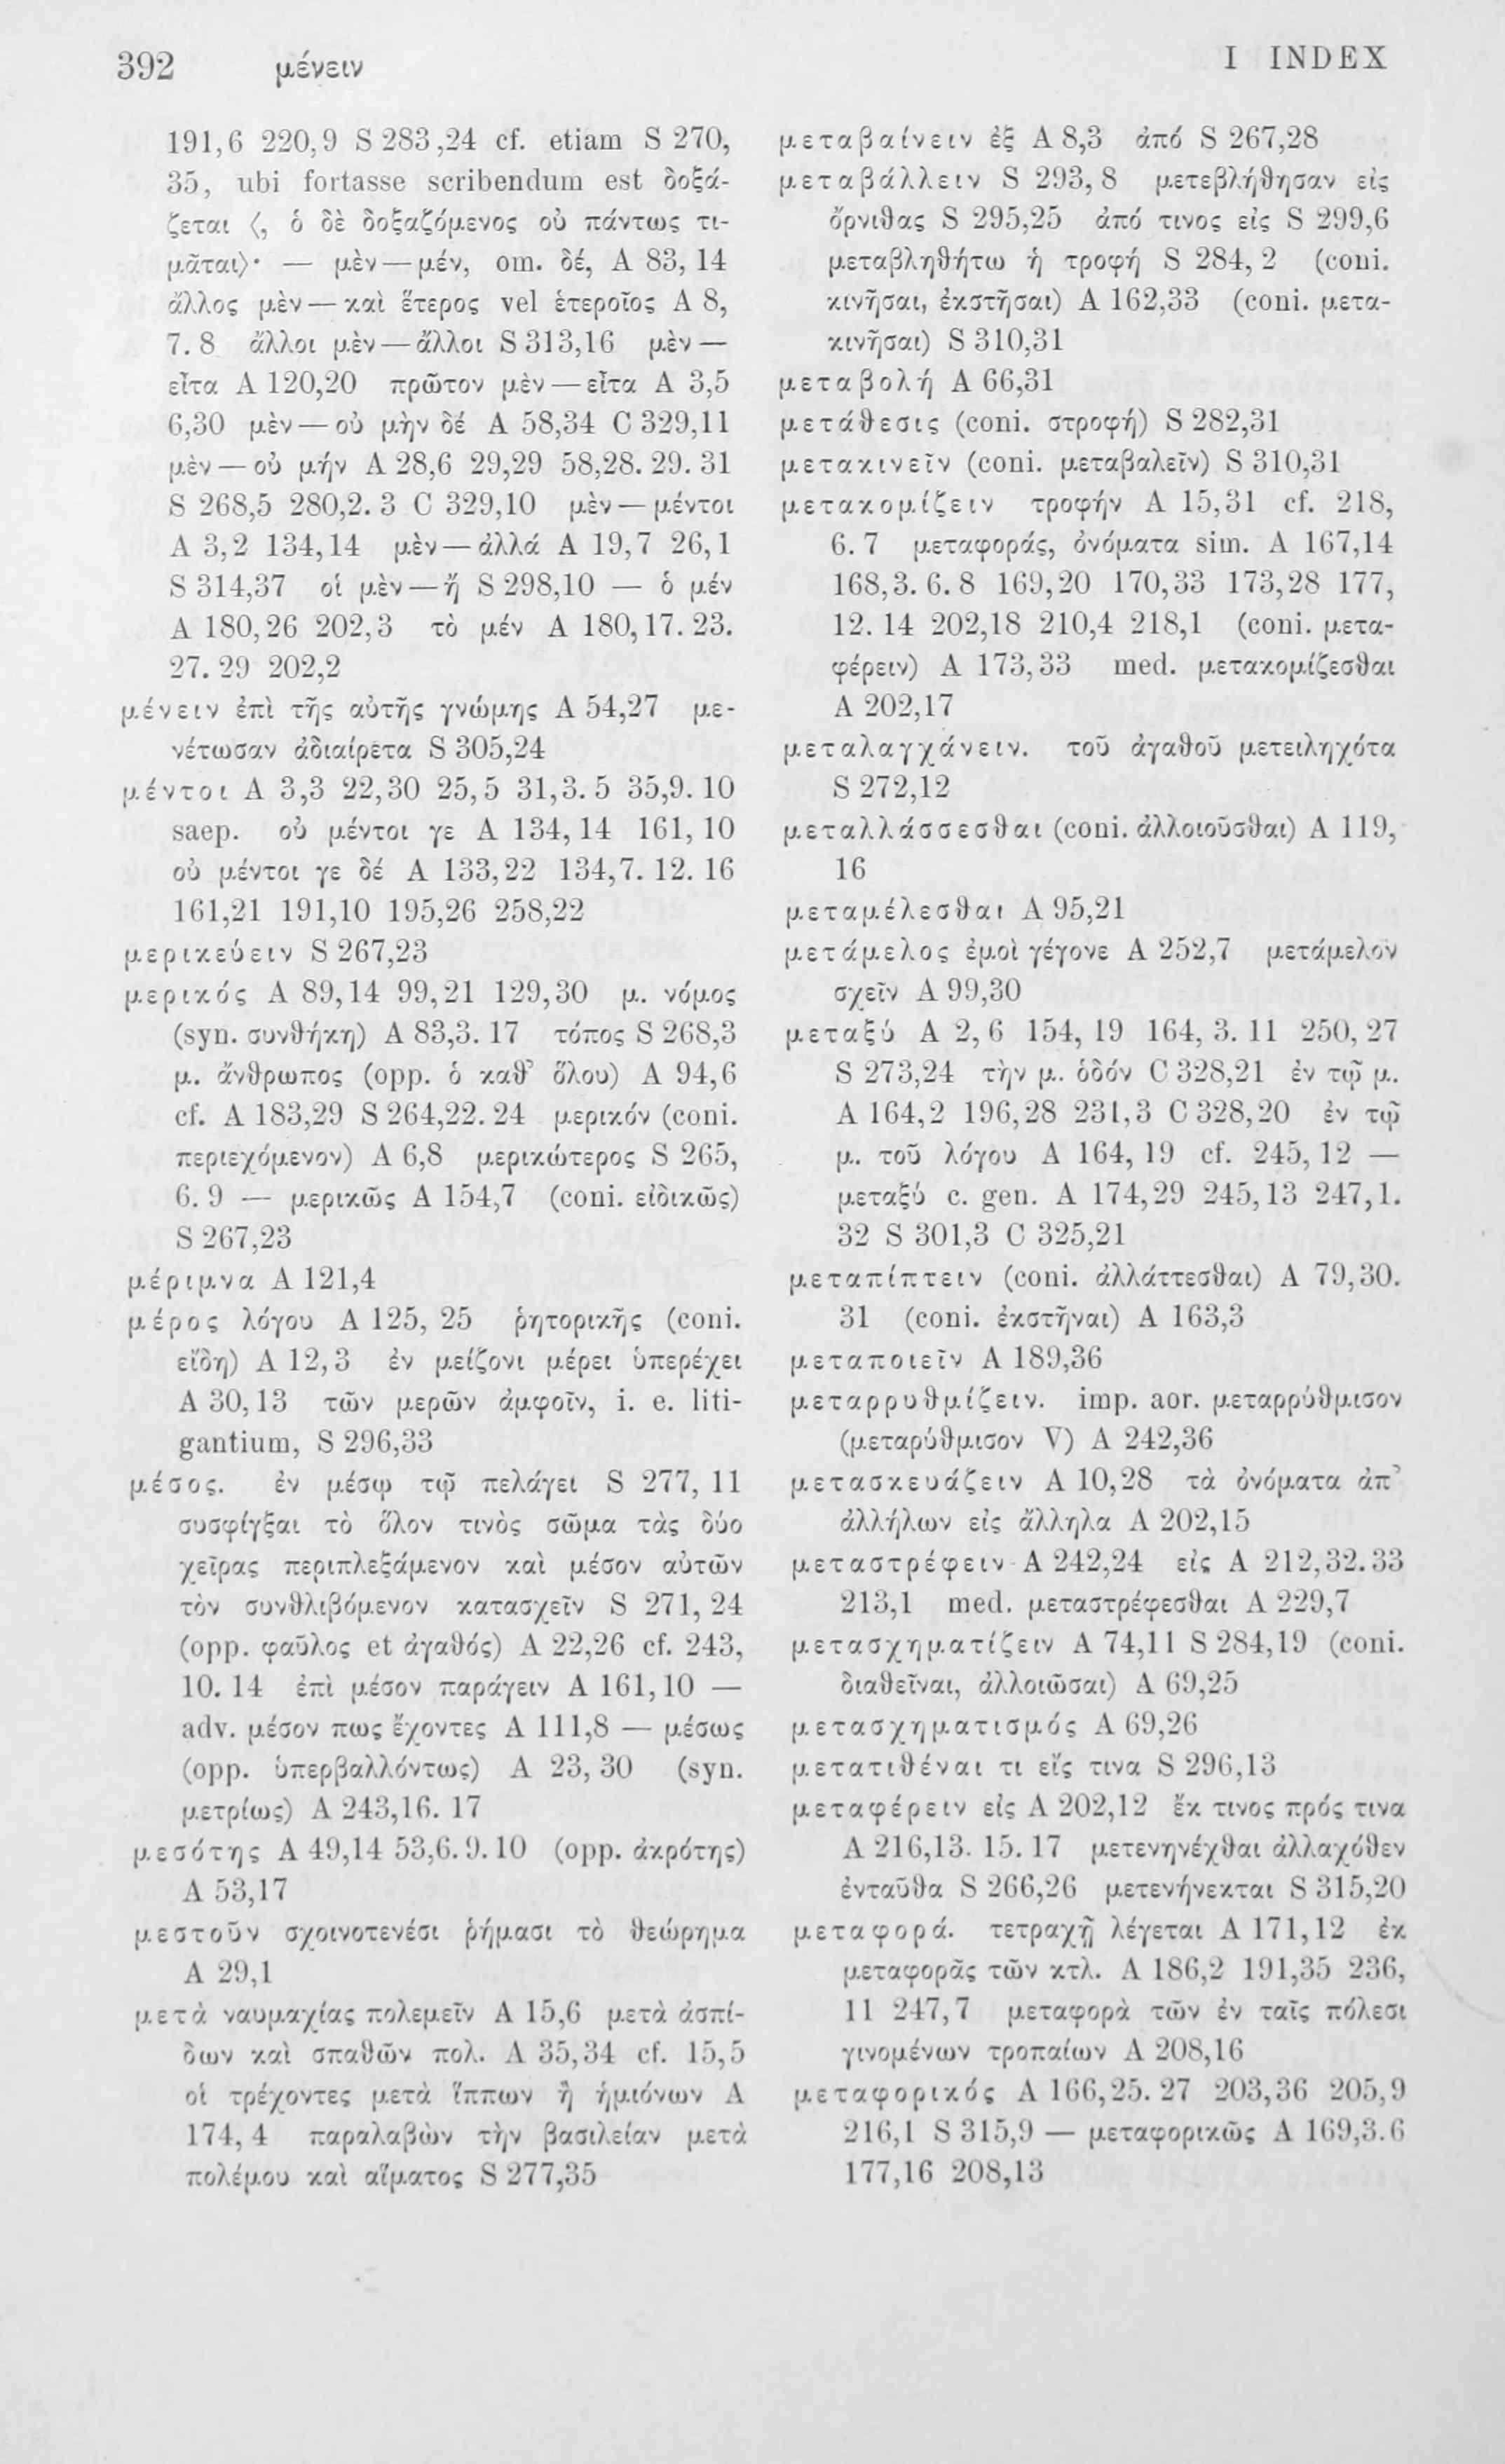 392 μένειν I INDEX
191,6 220,9 S 283,24 cf. etiam S 270,
35, ubi fortasse scribendum est δοξά-
ζεται ⟨, ὁ δὲ δοξαζόμενος οὐ πάντως τι-
μᾶται⟩· — μὲν — μέν, om. δέ, A 83, 14
ἄλλος μὲν — καὶ ἕτερος vel ἑτεροῖος A 8,
7. 8 ἄλλοι μὲν — ἄλλοι S 313,16 μὲν —
εἶτα A 120,20 πρῶτον μὲν — εἶτα A 3,5
6,30 μὲν — οὐ μὴν δέ A 58,34 C 329,11
μὲν — οὐ μήν A 28,6 29,29 58,28. 29. 31
S 268,5 280,2. 3 C 329,10 μὲν — μέντοι
A 3,2 134,14 μὲν — ἀλλά A 19,7 26,1
S 314,37 οἱ μὲν — ἤ S 298,10 — ὁ μέν
A 180,26 202,3 τὸ μέν A 180,17. 23.
27. 29 202,2
μένειν ἐπὶ τῆς αὐτῆς γνώμης A 54,27 με-
νέτωσαν ἀδιαίρετα S 305,24
μέντοι A 3,3 22,30 25,5 31,3. 5 35,9. 10
saep. οὐ μέντοι γε A 134,14 161,10
οὐ μέντοι γε δέ A 133,22 134,7. 12. 16
161,21 191,10 195,26 258,22
μερικεύειν S 267,23
μερικός A 89,14 99,21 129,30 μ. νόμος
(syn. συνθήκη) A 83,3. 17 τόπος S 268,3
μ. ἄνθρωπος (opp. ὁ καθ’ ὅλου) A 94,6
cf. A 183,29 S 264,22. 24 μερικόν (coni.
περιεχόμενον) A 6,8 μερικώτερος S 265,
6. 9 — μερικῶς A 154,7 (coni. εἰδικῶς)
S 267,23
μέριμνα A 121,4
μέρος λόγου A 125, 25 ῥητορικῆς (coni.
εἴδη) A 12,3 ἐν μείζονι μέρει ὑπερέχει
A 30,13 τῶν μερῶν ἀμφοῖν, i. e. liti-
gantium, S 296,33
μέσος. ἐν μέσῳ τῷ πελάγει S 277, 11
συσφίγξαι τὸ ὅλον τινὸς σῶμα τὰς δύο
χεῖρας περιπλεξάμενον καὶ μέσον αὐτῶν
τὸν συνθλιβόμενον κατασχεῖν S 271, 24
(opp. φαῦλος et ἀγαθός) A 22,26 cf. 243,
10. 14 ἐπὶ μέσον παράγειν A 161,10 —
adv. μέσον πως ἔχοντες A 111,8 — μέσως
(opp. ὑπερβαλλόντως) A 23, 30 (syn.
μετρίως) A 243,16. 17
μεσότης A 49,14 53,6. 9. 10 (opp. ἀκρότης)
A 53,17
μεστοῦν σχοινοτενέσι ῥήμασι τὸ θεώρημα
A 29,1
μετὰ ναυμαχίας πολεμεῖν A 15,6 μετὰ ἀσπί-
δων καὶ σπαθῶν πολ. A 35,34 cf. 15,5
οἱ τρέχοντες μετὰ ἵππων ἢ ἡμιόνων A
174, 4 παραλαβὼν τὴν βασιλείαν μετὰ
πολέμου καὶ αἵματος S 277,35
μεταβαίνειν ἐξ A 8,3 ἀπό S 267,28
μεταβάλλειν S 293, 8 μετεβλήθησαν εἰς
ὄρνιθας S 295,25 ἀπό τινος εἰς S 299,6
μεταβληθήτω ἡ τροφή S 284, 2 (coni.
κινῆσαι, ἐκστῆσαι) A 162,33 (coni. μετα-
κινῆσαι) S 310,31
μεταβολή A 66,31
μετάθεσις (coni. στροφή) S 282,31
μετακινεῖν (coni. μεταβαλεῖν) S 310,31
μετακομίζειν τροφήν A 15,31 cf. 218,
6. 7 μεταφοράς, ὀνόματα sim. A 167,14
168,3. 6. 8 169,20 170,33 173,28 177,
12. 14 202,18 210,4 218,1 (coni. μετα-
φέρειν) A 173,33 med. μετακομίζεσθαι
A 202,17
μεταλαγχάνειν. τοῦ ἀγαθοῦ μετειληχότα
S 272,12
μεταλλάσσεσθαι (coni. ἀλλοιοῦσθαι) A 119,
16
μεταμέλεσθαι A 95,21
μετάμελος ἐμοὶ γέγονε A 252,7 μετάμελον
σχεῖν A 99,30
μεταξύ A 2, 6 154, 19 164, 3. 11 250, 27
S 273,24 τὴν μ. ὁδόν C 328,21 ἐν τῷ μ.
A 164,2 196,28 231,3 C 328,20 ἐν τῷ
μ. τοῦ λόγου A 164, 19 cf. 245, 12 —
μεταξύ c. gen. A 174,29 245,13 247,1.
32 S 301,3 C 325,21
μεταπίπτειν (coni. ἀλλάττεσθαι) A 79,30.
31 (coni. ἐκστῆναι) A 163,3
μεταποιεῖν A 189,36
μεταρρυθμίζειν. imp. aor. μεταρρύθμισον
(μεταρύθμισον V) A 242,36
μετασκευάζειν A 10,28 τὰ ὀνόματα ἀπ’
ἀλλήλων εἰς ἄλληλα A 202,15
μεταστρέφειν A 242,24 εἰς A 212,32. 33
213,1 med. μεταστρέφεσθαι A 229,7
μετασχηματίζειν A 74,11 S 284,19 (coni.
διαθεῖναι, ἀλλοιῶσαι) A 69,25
μετασχηματισμός A 69,26
μετατιθέναι τι εἴς τινα S 296,13
μεταφέρειν εἰς A 202,12 ἔκ τινος πρός τινα
A 216,13. 15. 17 μετενηνέχθαι ἀλλαχόθεν
ἐνταῦθα S 266,26 μετενήνεκται S 315,20
μεταφορά. τετραχῇ λέγεται A 171,12 ἐκ
μεταφορᾶς τῶν κτλ. A 186,2 191,35 236,
11 247,7 μεταφορὰ τῶν ἐν ταῖς πόλεσι
γινομένων τροπαίων A 208,16
μεταφορικός A 166,25. 27 203,36 205,9
216,1 S 315,9 — μεταφορικῶς A 169,3. 6
177,16 208,13